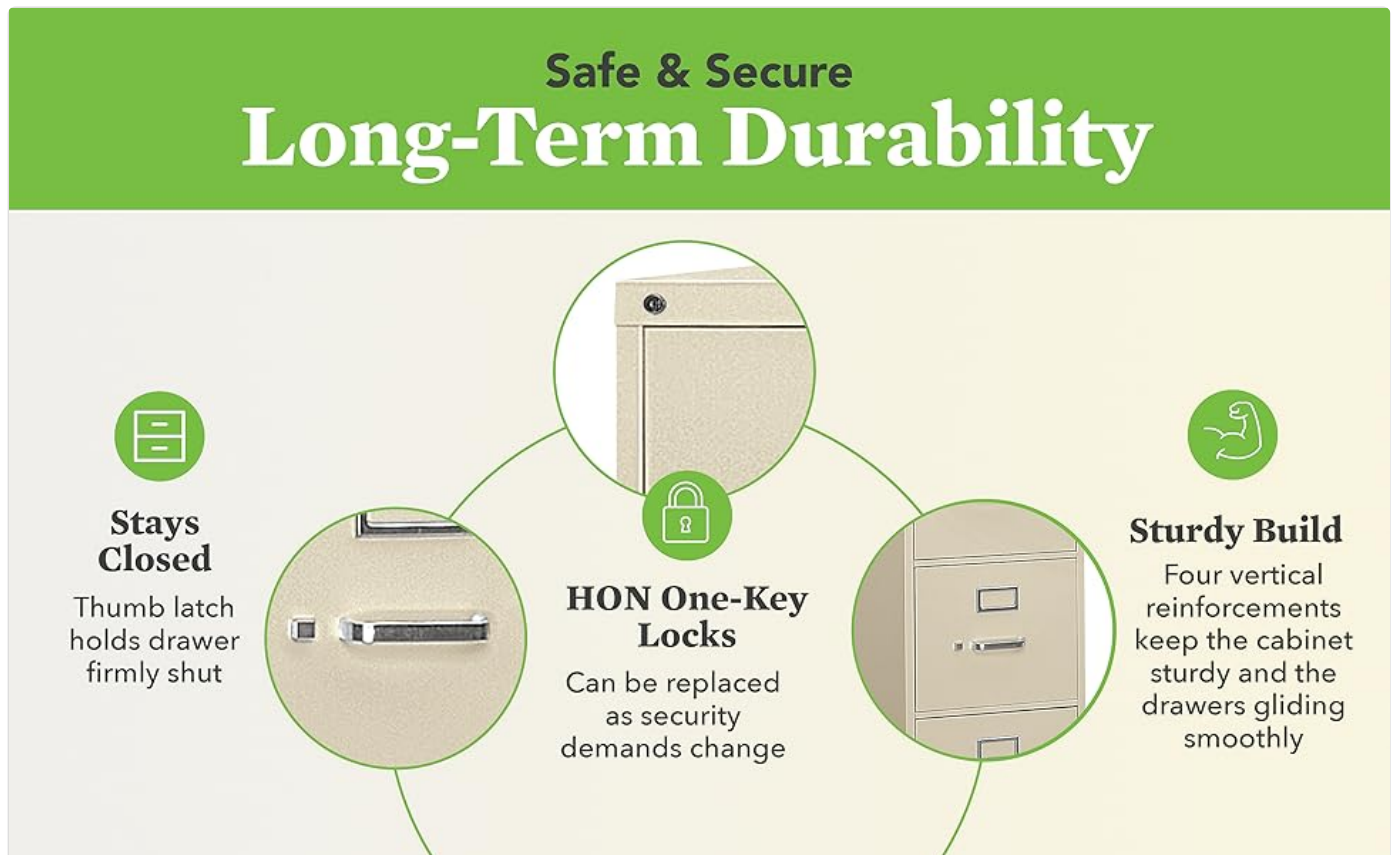 Safe & Secure
Long-Term Durability
Stays
Closed
Thumb latch
holds drawer
firmly shut
HON One-Key
Locks
Can be replaced
as security
demands change
Sturdy Build
Four vertical
reinforcements
keep the cabinet
sturdy and the
drawers gliding
smoothly